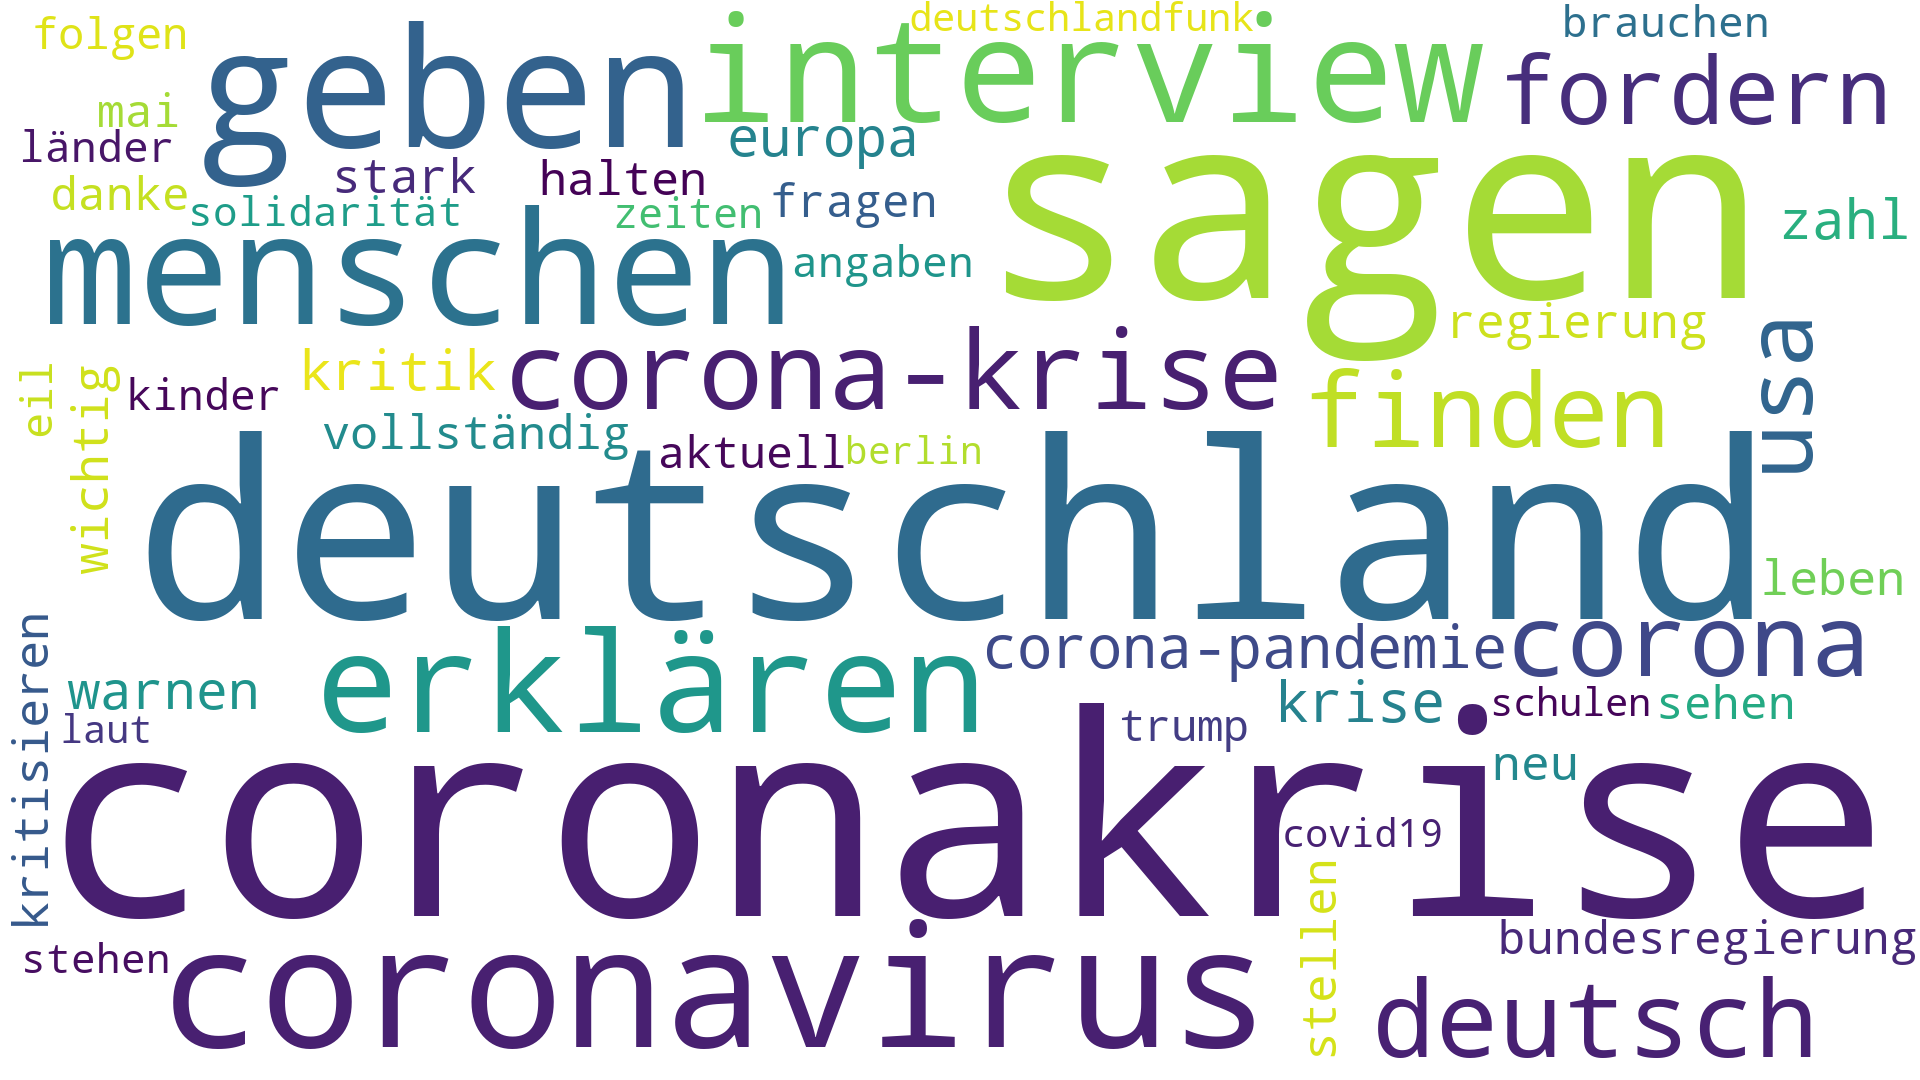 folgen
deutschlandfunk
brauchen
geben
interview
fordern
mai
länder
europa
sagen
stark
halten
danke
fragen
solidarität
zeiten
zahl
menschen
angaben
regierung
usa
eil
wichtig
kinder
kritik
corona-krise
finden
vollständig
aktuell
berlin
deutschland
leben
kritisieren
erklären
corona-pandemie
corona
warnen
krise
schulen
sehen
laut
trump
neu
coronakrise
covid19
stellen
bundesregierung
stehen
coronavirus
deutsch